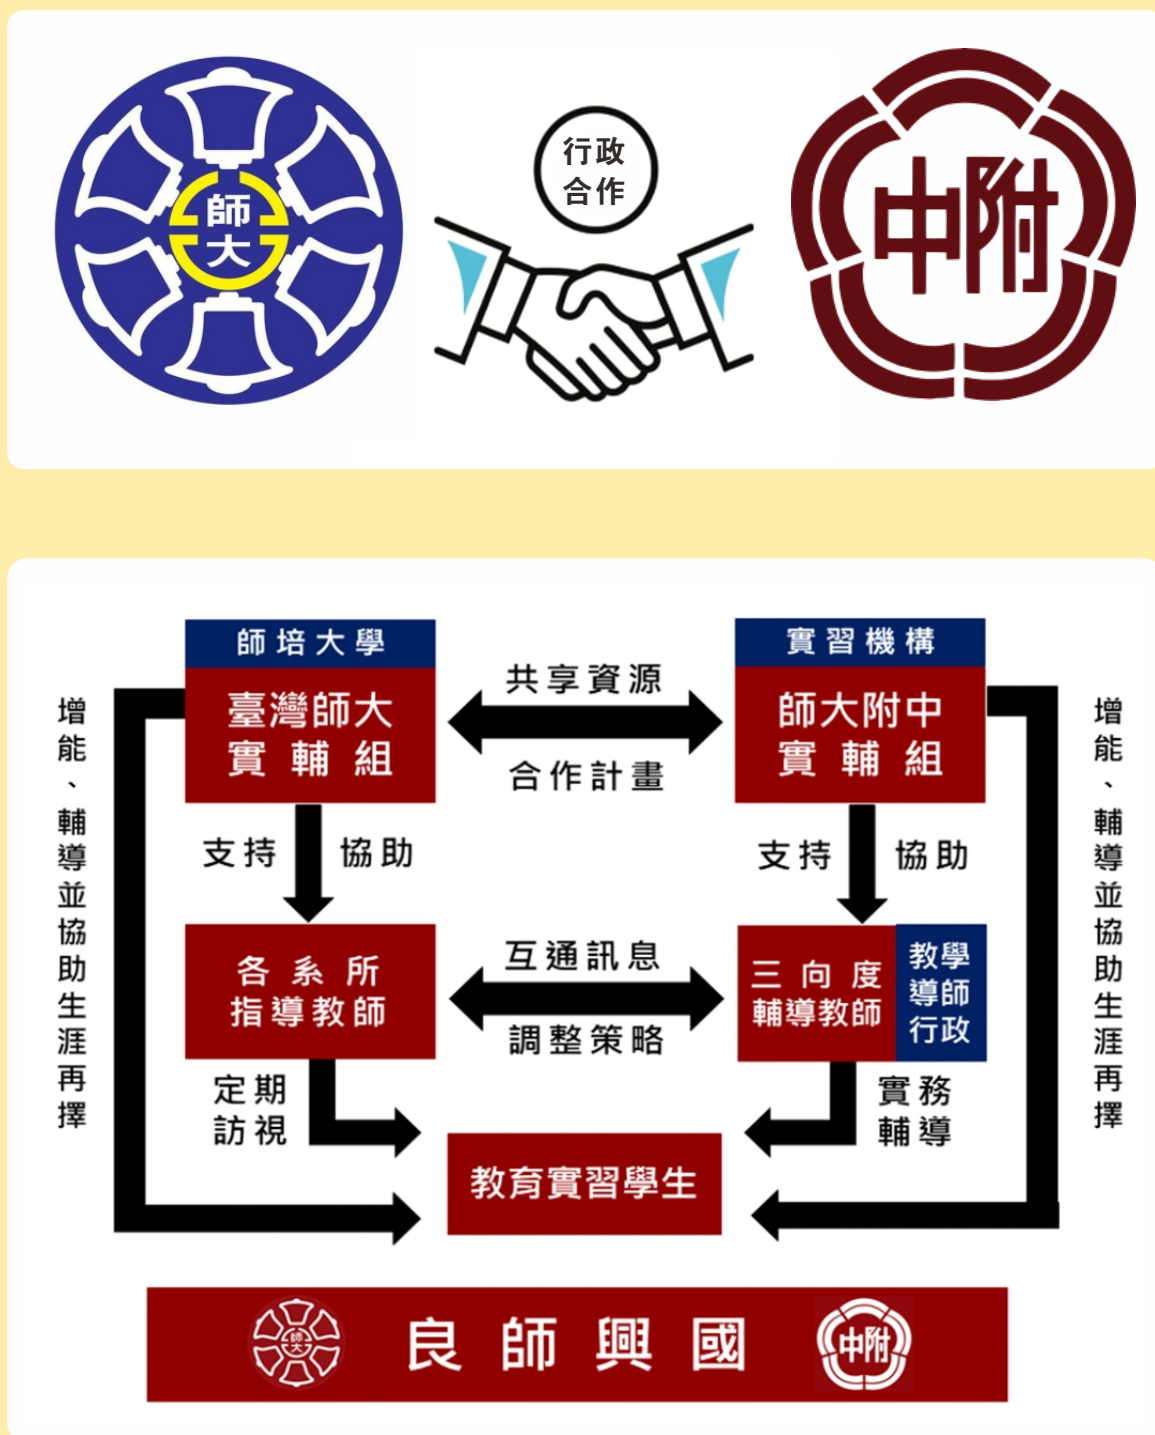 師
大
行政
合作
中附
師培大學
臺灣師大
實輔組
共享資源
合作計畫
實習機構
師大附中
實輔組
增能、輔導並協助生涯再擇
增能、輔導並協助生涯再擇
支持
協助
支持
協助
各系所
指導教師
互通訊息
調整策略
三向度
輔導教師
教學
導師
行政
定期
訪視
實務
輔導
教育實習學生
師
大
良師興國
中附